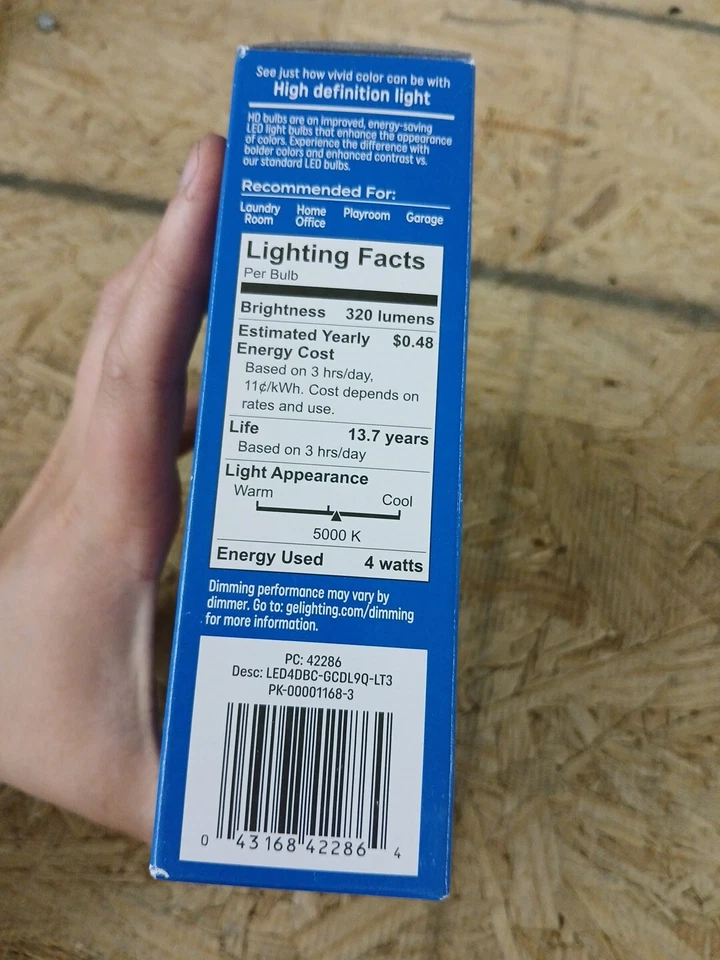 See just how vivid color can be with
High definition light
HD bulbs are an improved, energy-saving
LED light bulbs that enhance the appearance
of colors. Experience the difference with
bolder colors and enhanced contrast vs.
our standard LED bulbs.
Recommended For:
Laundry Room
Home Office
Playroom
Garage
Lighting Facts
Per Bulb
Brightness 320 lumens
Estimated Yearly $0.48
Energy Cost
Based on 3 hrs/day,
11¢/kWh. Cost depends on
rates and use.
Life 13.7 years
Based on 3 hrs/day
Light Appearance
Warm Cool
5000 K
Energy Used 4 watts
Dimming performance may vary by
dimmer. Go to: gelighting.com/dimming
for more information.
PC: 42286
Desc: LED4DBC-GCDL9Q-LT3
PK-00001168-3
0 43168 42286 4